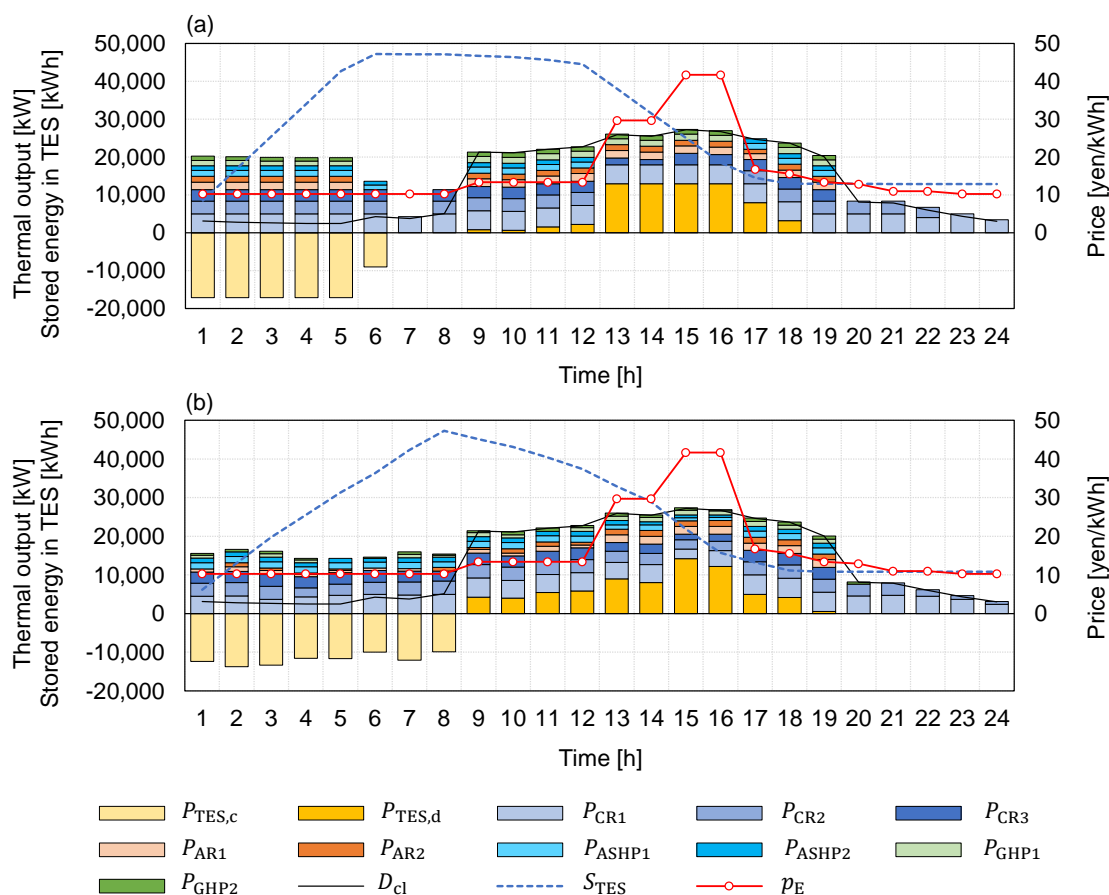 (a)
Thermal output [kW]
Stored energy in TES [kWh]
50,000
40,000
30,000
20,000
10,000
0
-10,000
-20,000
50
40
30
20
10
0
Price [yen/kWh]
1 2 3 4 5 6 7 8 9 10 11 12 13 14 15 16 17 18 19 20 21 22 23 24
Time [h]
(b)
Thermal output [kW]
Stored energy in TES [kWh]
50,000
40,000
30,000
20,000
10,000
0
-10,000
-20,000
50
40
30
20
10
0
Price [yen/kWh]
1 2 3 4 5 6 7 8 9 10 11 12 13 14 15 16 17 18 19 20 21 22 23 24
Time [h]
P_TES,c P_TES,d P_CR1 P_CR2 P_CR3
P_AR1 P_AR2 P_ASHP1 P_ASHP2 P_GHP1
P_GHP2 D_cl S_TES p_E